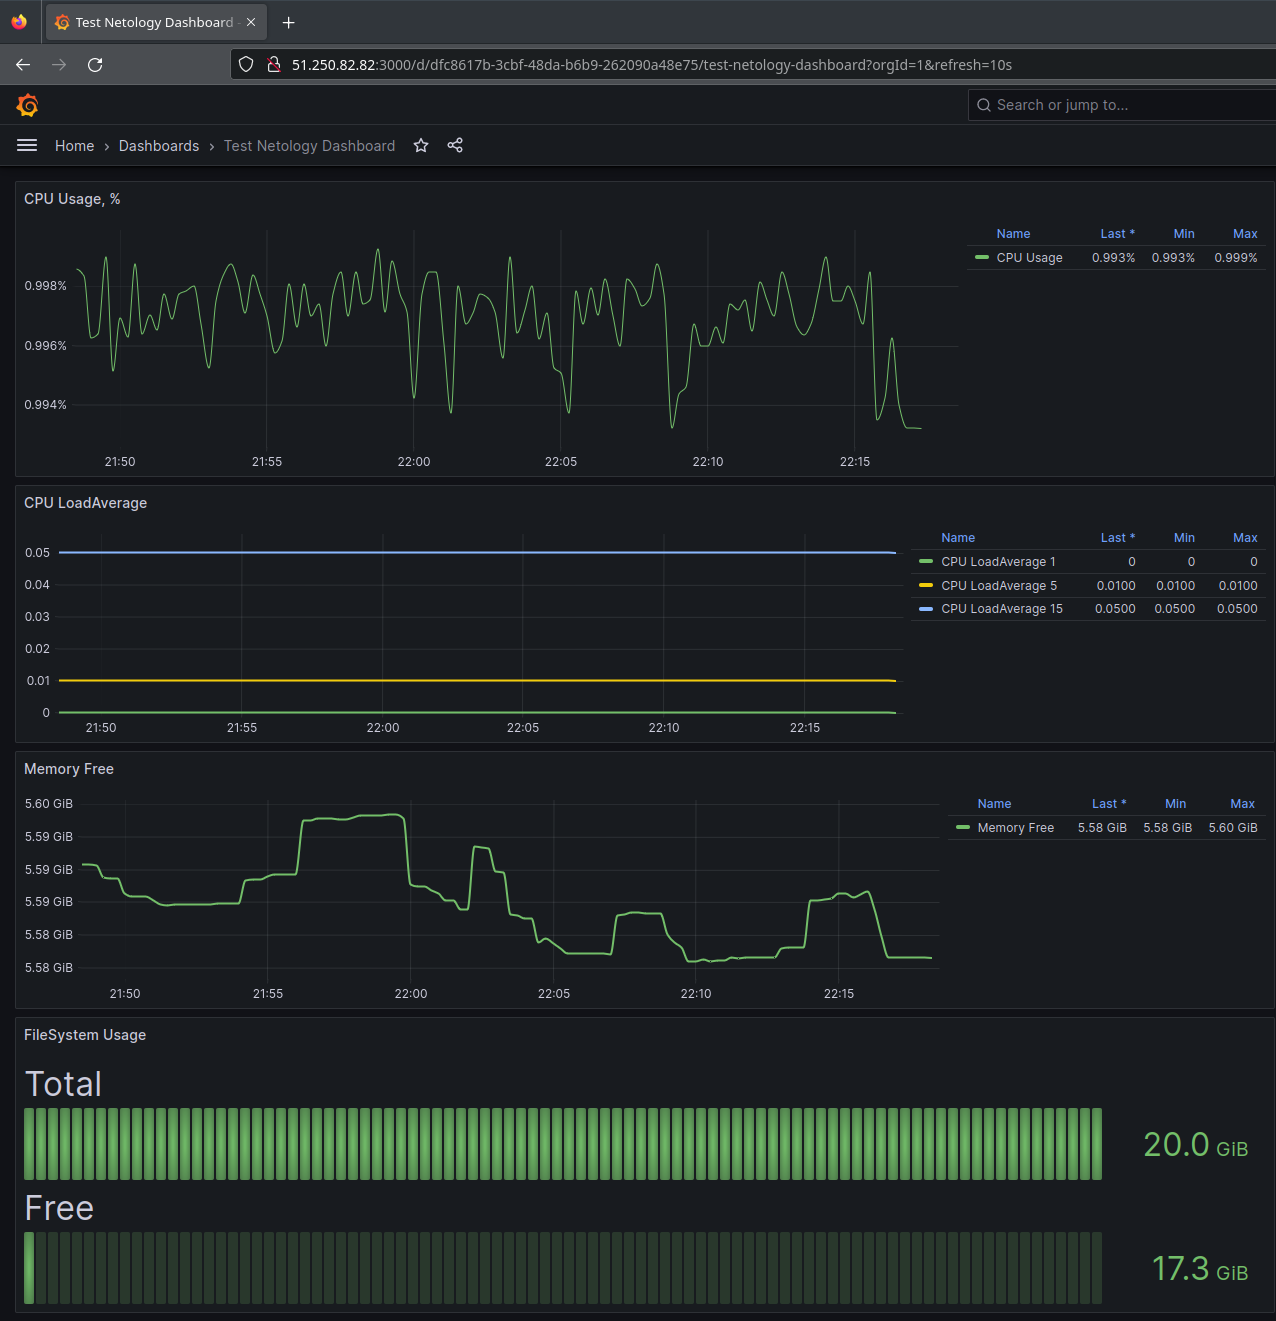 Test Netology Dashboard -
51.250.82.82:3000/d/dfc8617b-3cbf-48da-b6b9-262090a48e75/test-netology-dashboard?orgId=1&refresh=10s
Search or jump to...
Home › Dashboards › Test Netology Dashboard
CPU Usage, %
0.998%
0.996%
0.994%
21:50 21:55 22:00 22:05 22:10 22:15
Name Last * Min Max
CPU Usage 0.993% 0.993% 0.999%
CPU LoadAverage
0.05
0.04
0.03
0.02
0.01
0
21:50 21:55 22:00 22:05 22:10 22:15
Name Last * Min Max
CPU LoadAverage 1 0 0 0
CPU LoadAverage 5 0.0100 0.0100 0.0100
CPU LoadAverage 15 0.0500 0.0500 0.0500
Memory Free
5.60 GiB
5.59 GiB
5.59 GiB
5.59 GiB
5.58 GiB
5.58 GiB
21:50 21:55 22:00 22:05 22:10 22:15
Name Last * Min Max
Memory Free 5.58 GiB 5.58 GiB 5.60 GiB
FileSystem Usage
Total
20.0 GiB
Free
17.3 GiB